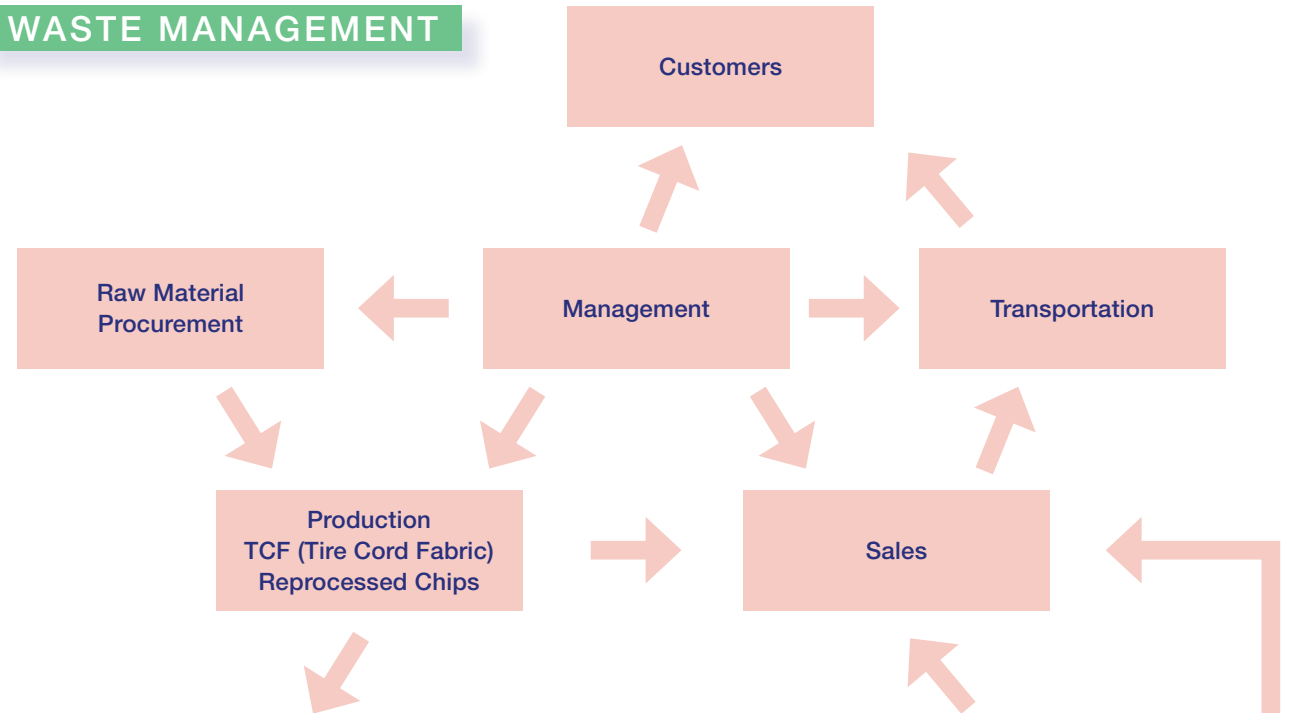 WASTE MANAGEMENT
Customers
Raw Material
Procurement
Management
Transportation
Production
TCF (Tire Cord Fabric)
Reprocessed Chips
Sales